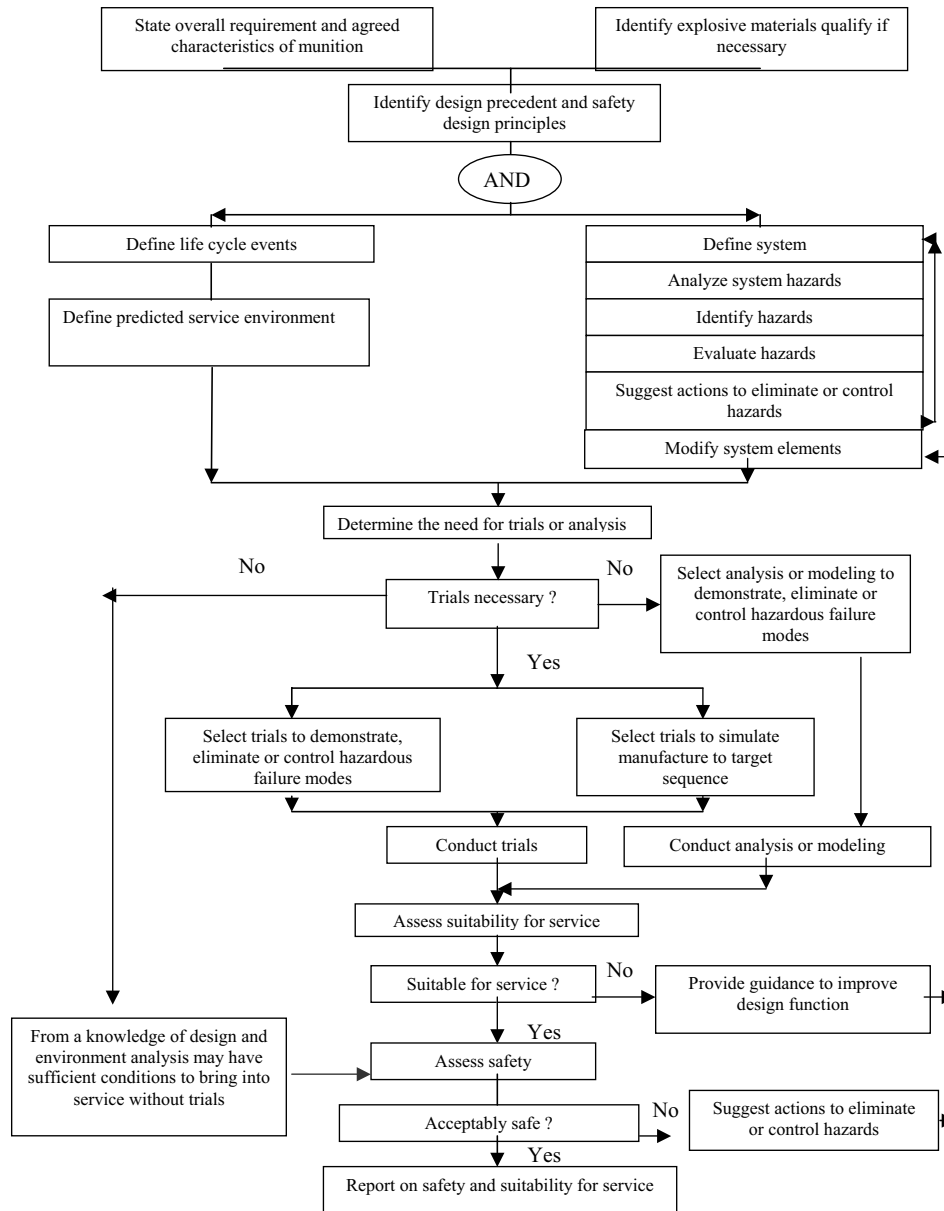 State overall requirement and agreed
characteristics of munition
Identify explosive materials qualify if
necessary
Identify design precedent and safety
design principles
AND
Define life cycle events
Define system
Analyze system hazards
Define predicted service environment
Identify hazards
Evaluate hazards
Suggest actions to eliminate or control
hazards
Modify system elements
Determine the need for trials or analysis
No
No
Trials necessary ?
Select analysis or modeling to
demonstrate, eliminate or
control hazardous failure
modes
Yes
Select trials to demonstrate,
eliminate or control hazardous
failure modes
Select trials to simulate
manufacture to target
sequence
Conduct trials
Conduct analysis or modeling
Assess suitability for service
Suitable for service ?
No
Provide guidance to improve
design function
Yes
From a knowledge of design and
environment analysis may have
sufficient conditions to bring into
service without trials
Assess safety
Acceptably safe ?
No
Suggest actions to eliminate
or control hazards
Yes
Report on safety and suitability for service